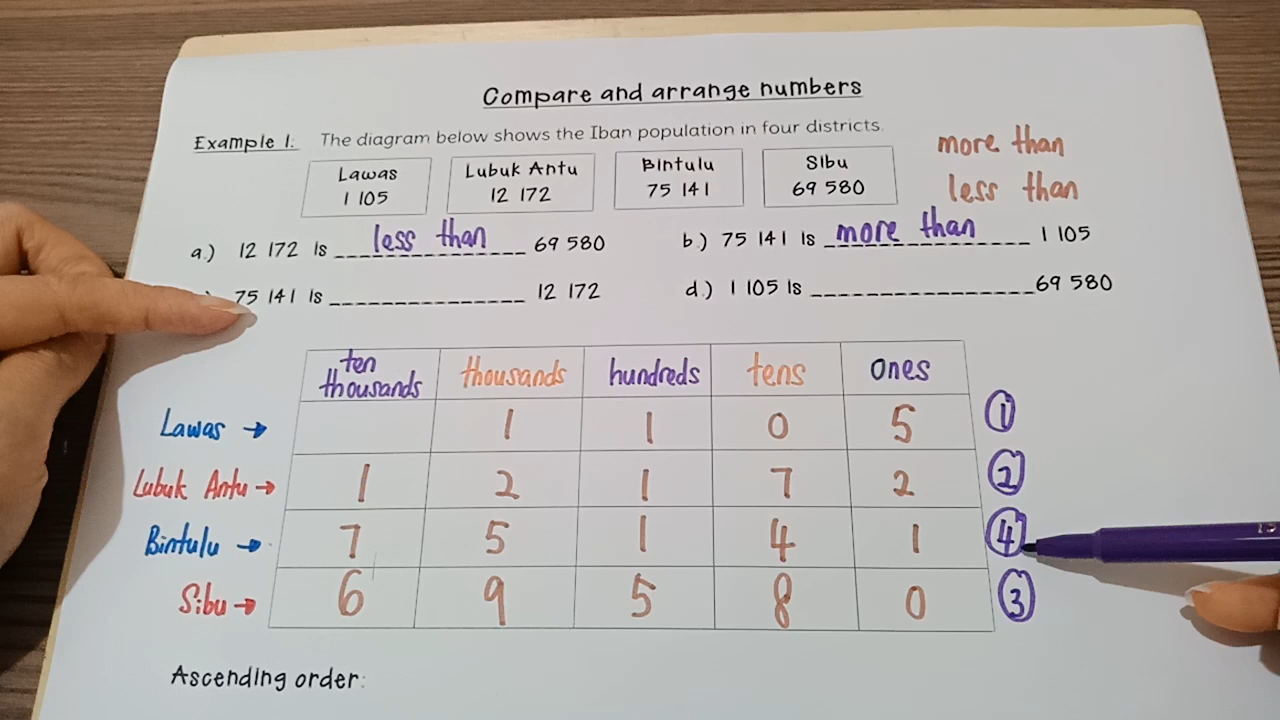 Compare and arrange numbers
Example 1: The diagram below shows the Iban population in four districts.
Lawas
1 105
Lubuk Antu
12 172
Bintulu
75 141
Sibu
69 580
more than
less than
a.) 12 172 is less than 69 580
b.) 75 141 is more than 1 105
75 141 is ______________ 12 172
d.) 1 105 is ________________ 69 580
ten thousands thousands hundreds tens ones
Lawas → 1 1 0 5 ①
Lubuk Antu → 1 2 1 7 2 ②
Bintulu → 7 5 1 4 1 ④
Sibu → 6 9 5 8 0 ③
Ascending order: